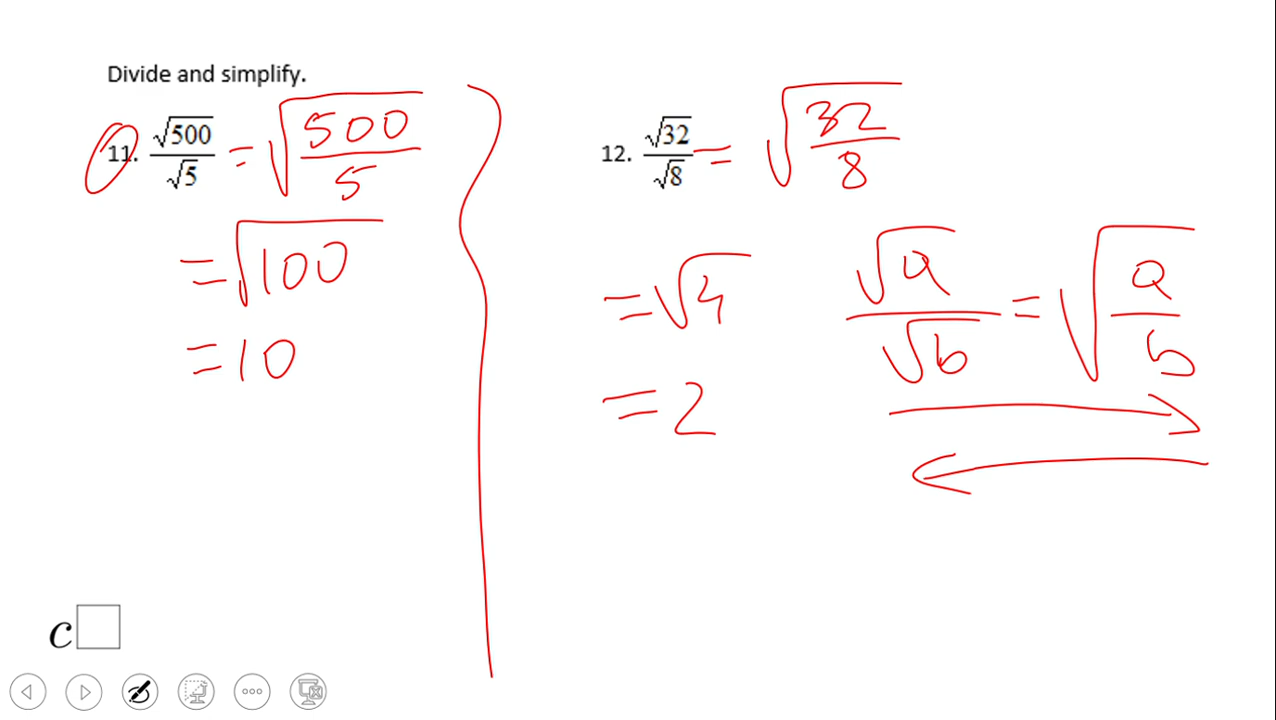 Divide and simplify.
11. √500/√5 = √(500/5)
= √100
= 10
12. √32/√8 = √(32/8)
= √4
= 2
√a/√b = √(a/b)
c□